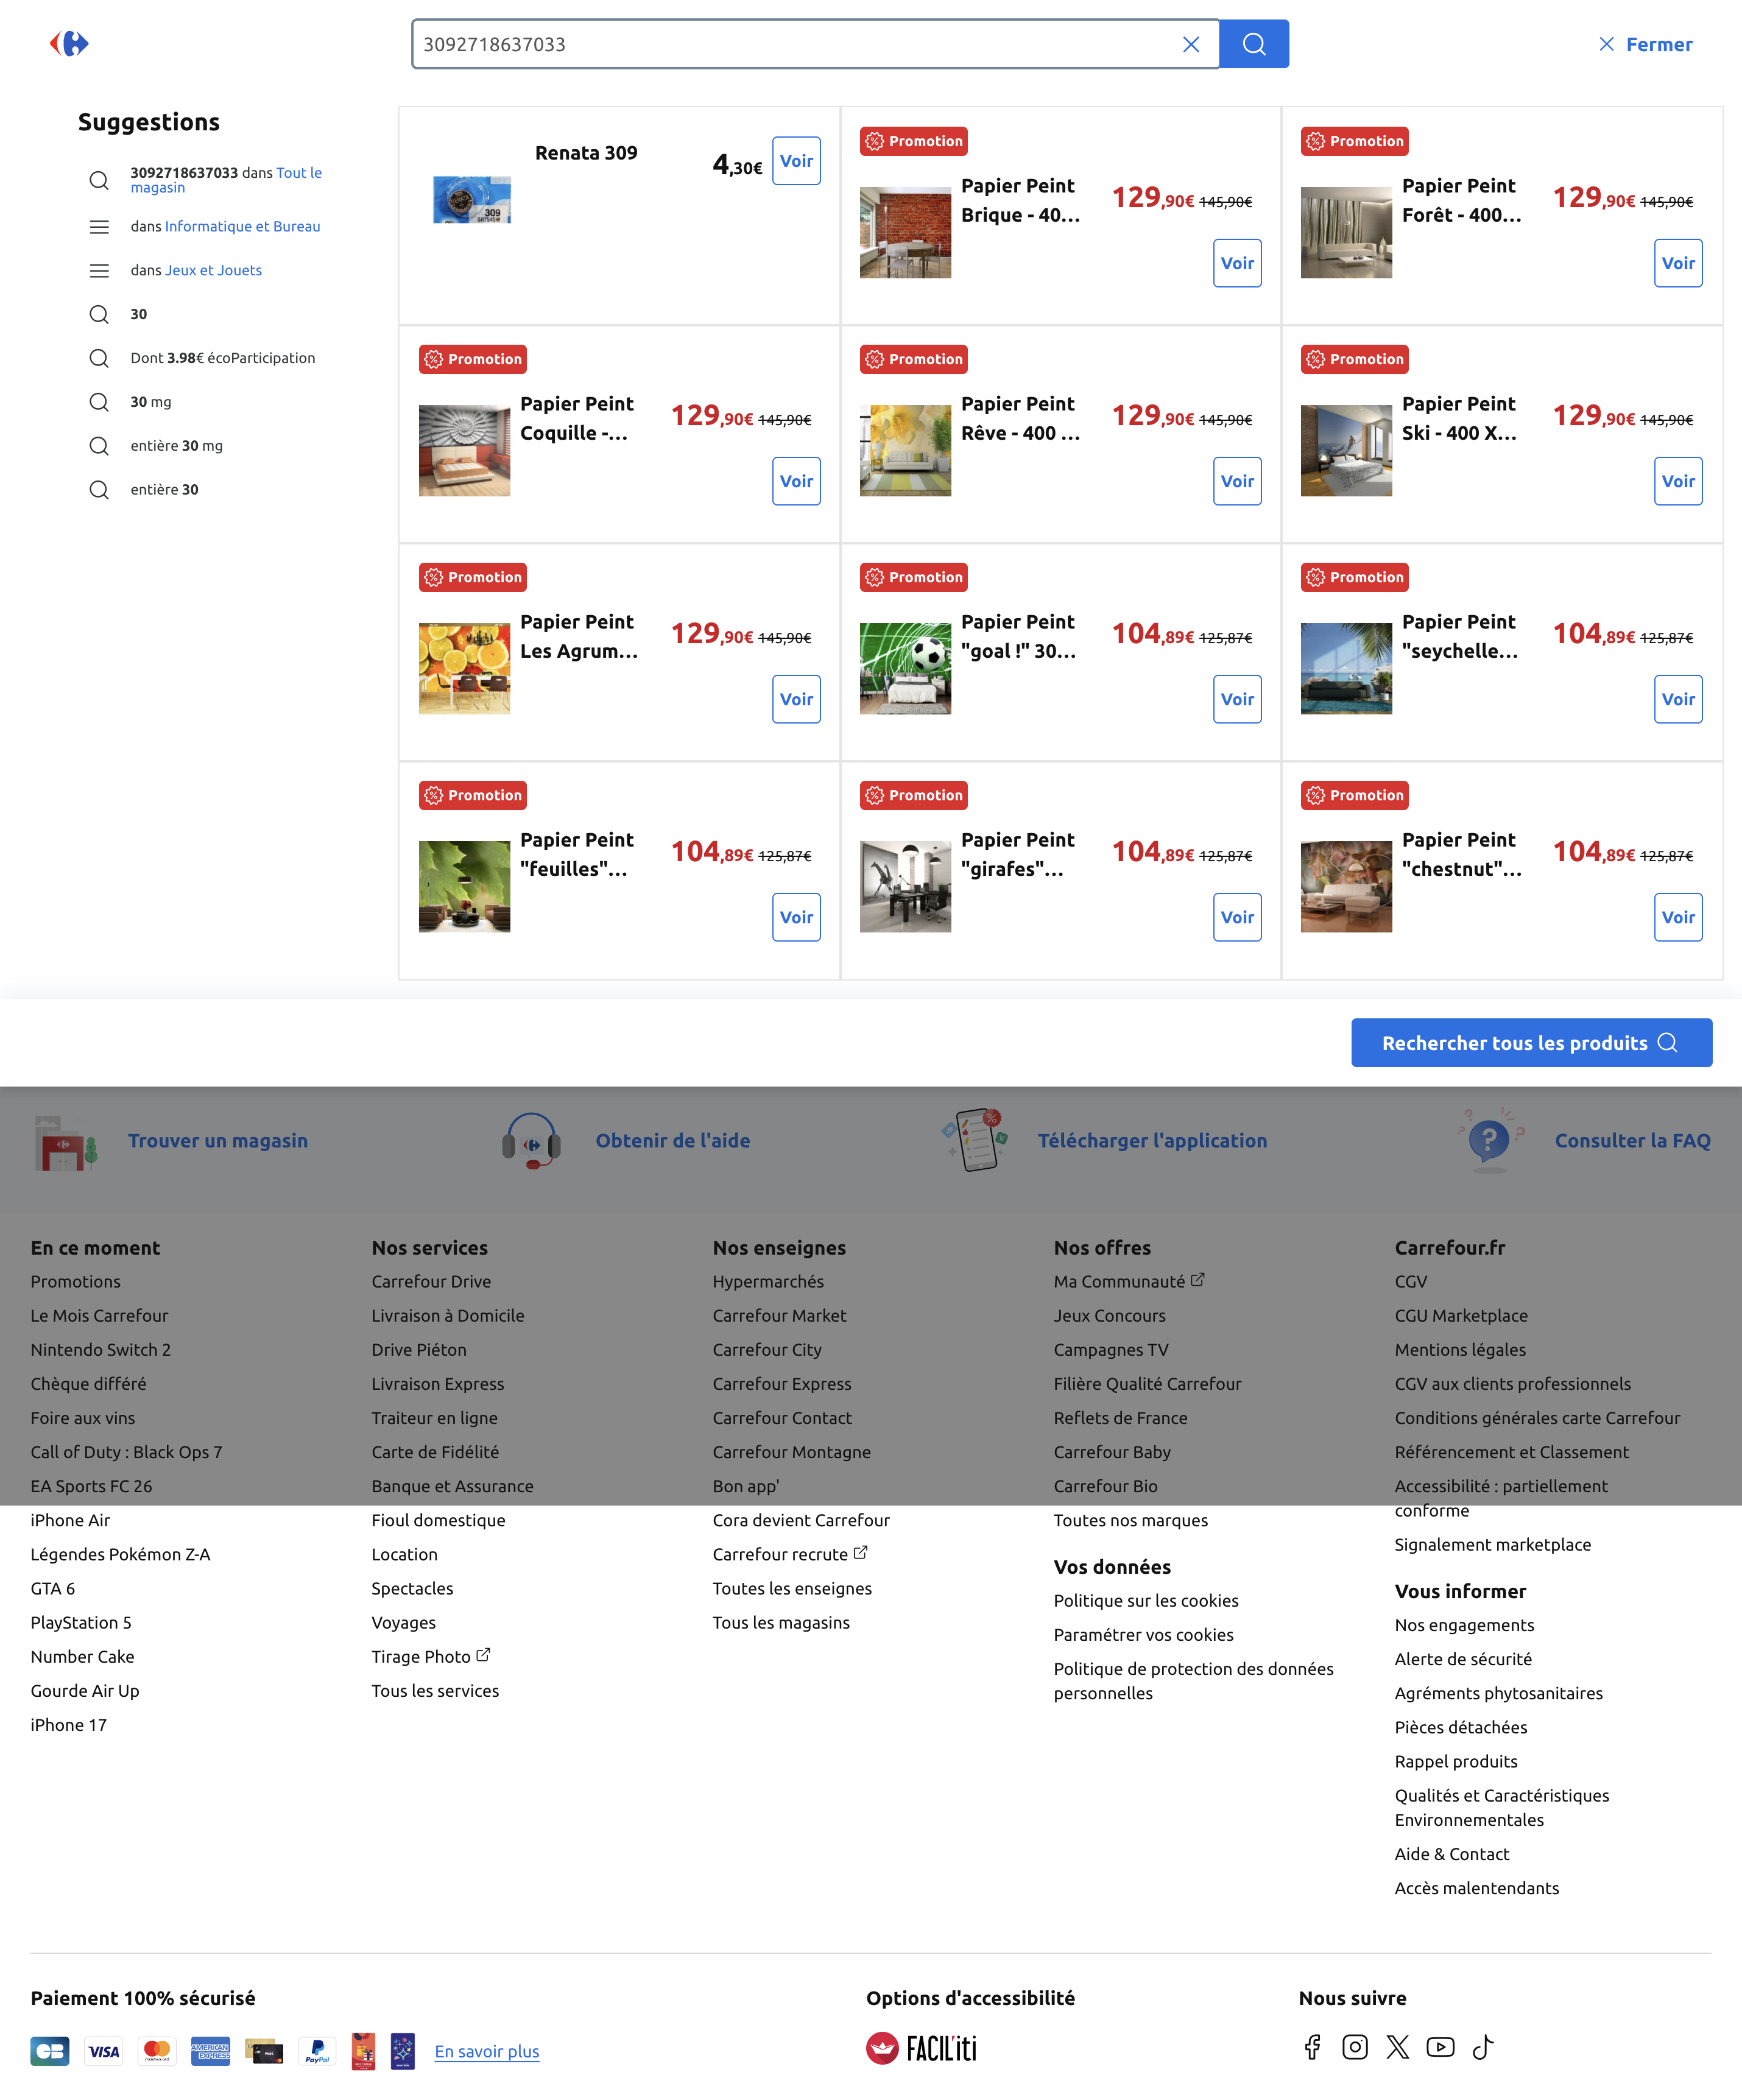 3092718637033
Fermer
Suggestions
3092718637033 dans Tout le
magasin
dans Informatique et Bureau
dans Jeux et Jouets
30
Dont 3.98€ écoParticipation
30 mg
entière 30 mg
entière 30
Renata 309
4,30€
Voir
309
Promotion
Papier Peint
Brique - 40...
129,90€ 145,90€
Voir
Promotion
Papier Peint
Forêt - 400...
129,90€ 145,90€
Voir
Promotion
Papier Peint
Coquille -...
129,90€ 145,90€
Voir
Promotion
Papier Peint
Rêve - 400 ...
129,90€ 145,90€
Voir
Promotion
Papier Peint
Ski - 400 X...
129,90€ 145,90€
Voir
Promotion
Papier Peint
Les Agrum...
129,90€ 145,90€
Voir
Promotion
Papier Peint
"goal !" 30...
104,89€ 125,87€
Voir
Promotion
Papier Peint
"seychelle...
104,89€ 125,87€
Voir
Promotion
Papier Peint
"feuilles"...
104,89€ 125,87€
Voir
Promotion
Papier Peint
"girafes"...
104,89€ 125,87€
Voir
Promotion
Papier Peint
"chestnut"...
104,89€ 125,87€
Voir
Rechercher tous les produits
Trouver un magasin
Obtenir de l'aide
Télécharger l'application
Consulter la FAQ
En ce moment
Promotions
Le Mois Carrefour
Nintendo Switch 2
Chèque différé
Foire aux vins
Call of Duty : Black Ops 7
EA Sports FC 26
iPhone Air
Légendes Pokémon Z-A
GTA 6
PlayStation 5
Number Cake
Gourde Air Up
iPhone 17
Nos services
Carrefour Drive
Livraison à Domicile
Drive Piéton
Livraison Express
Traiteur en ligne
Carte de Fidélité
Banque et Assurance
Fioul domestique
Location
Spectacles
Voyages
Tirage Photo
Tous les services
Nos enseignes
Hypermarchés
Carrefour Market
Carrefour City
Carrefour Express
Carrefour Contact
Carrefour Montagne
Bon app'
Cora devient Carrefour
Carrefour recrute
Toutes les enseignes
Tous les magasins
Nos offres
Ma Communauté
Jeux Concours
Campagnes TV
Filière Qualité Carrefour
Reflets de France
Carrefour Baby
Carrefour Bio
Toutes nos marques
Vos données
Politique sur les cookies
Paramétrer vos cookies
Politique de protection des données
personnelles
Carrefour.fr
CGV
CGU Marketplace
Mentions légales
CGV aux clients professionnels
Conditions générales carte Carrefour
Référencement et Classement
Accessibilité : partiellement
conforme
Signalement marketplace
Vous informer
Nos engagements
Alerte de sécurité
Agréments phytosanitaires
Pièces détachées
Rappel produits
Qualités et Caractéristiques
Environnementales
Aide & Contact
Accès malentendants
Paiement 100% sécurisé
CB
VISA
mastercard
AMERICAN
EXPRESS
PayPal
En savoir plus
Options d'accessibilité
FACIL'iti
Nous suivre